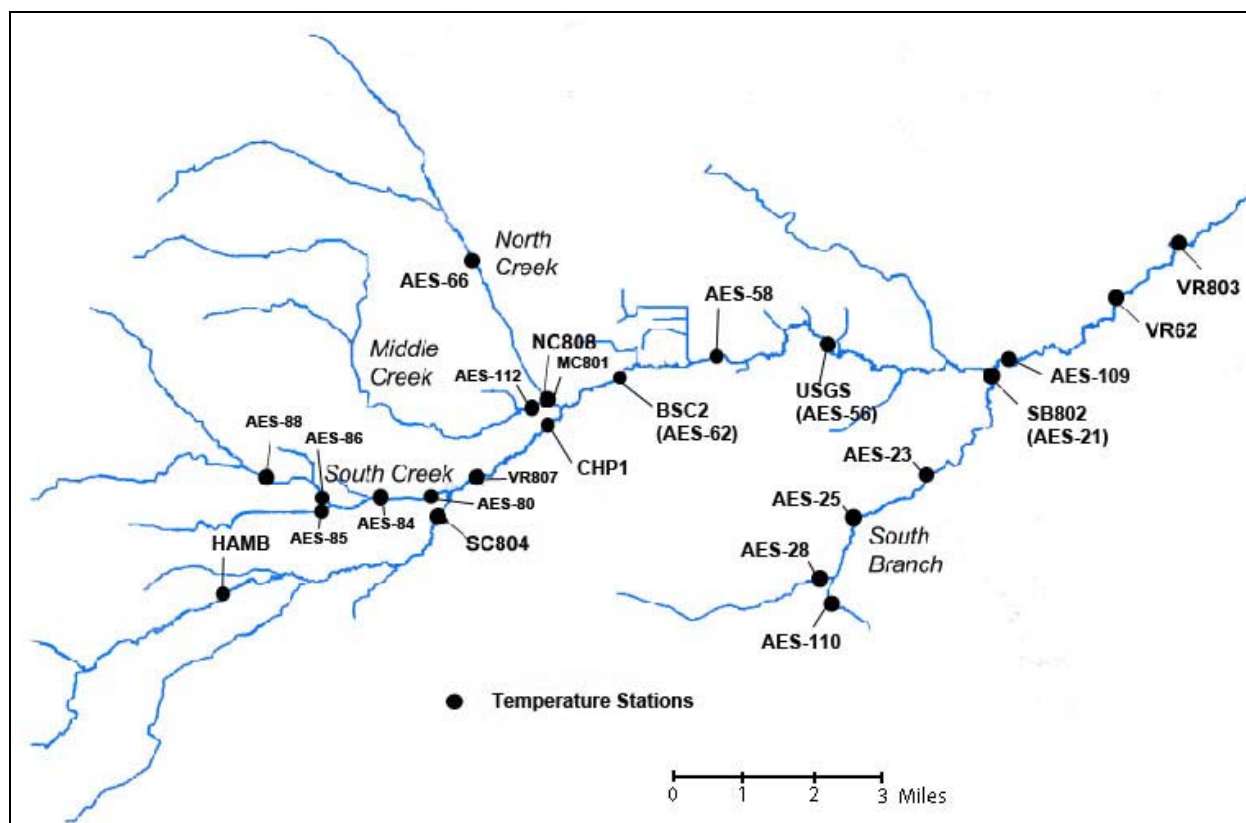 North
Creek
AES-66
VR803
AES-58
VR62
NC808
MC801
Middle
Creek
AES-112
AES-109
USGS
(AES-56)
BSC2
(AES-62)
SB802
(AES-21)
AES-88
AES-86
South Creek
CHP1
AES-23
VR807
AES-80
AES-84
AES-25
AES-85
SC804
HAMB
South
Branch
AES-28
AES-110
Temperature Stations
0 1 2 3 Miles